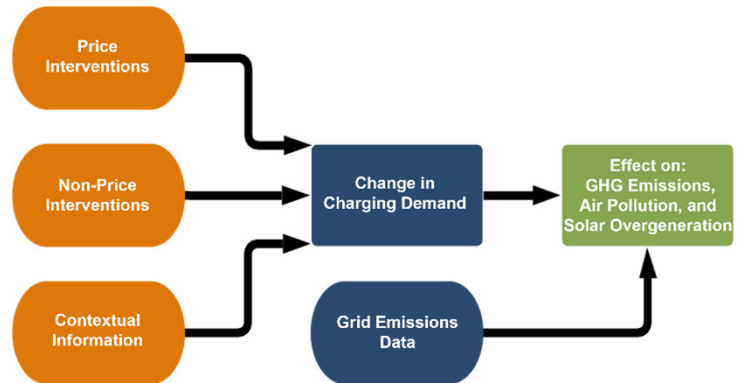 Price
Interventions
Non-Price
Interventions
Change in
Charging Demand
Effect on:
GHG Emissions,
Air Pollution, and
Solar Overgeneration
Contextual
Information
Grid Emissions
Data